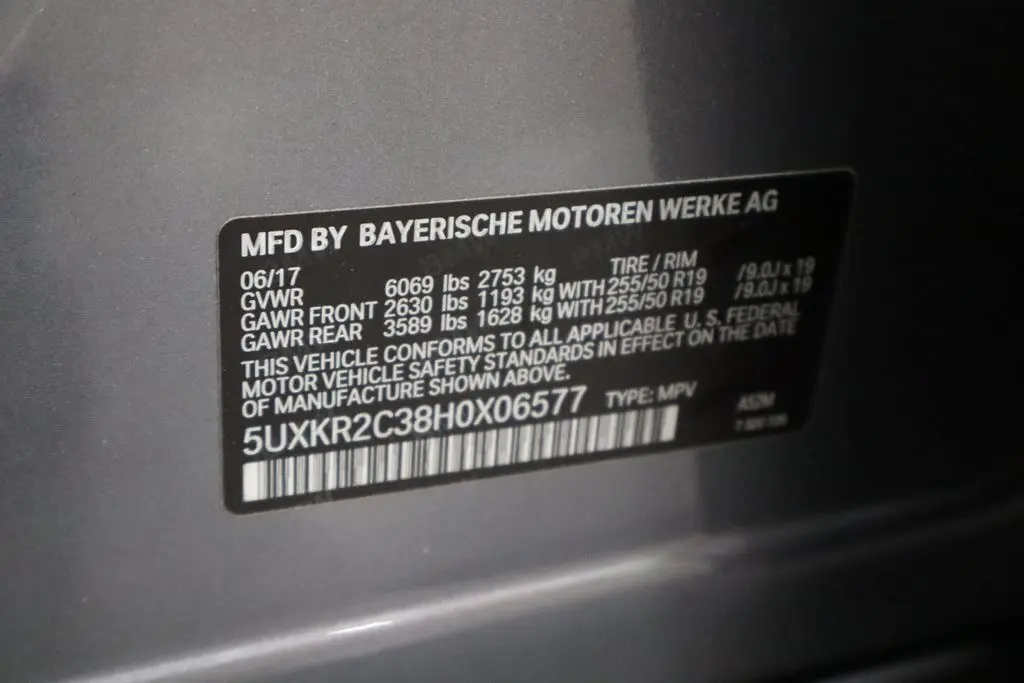 MFD BY BAYERISCHE MOTOREN WERKE AG
06/17 TIRE / RIM
GVWR 6069 lbs 2753 kg
GAWR FRONT 2630 lbs 1193 kg WITH 255/50 R19 /9.0J x 19
GAWR REAR 3589 lbs 1628 kg WITH 255/50 R19 /9.0J x 19
THIS VEHICLE CONFORMS TO ALL APPLICABLE U.S. FEDERAL
MOTOR VEHICLE SAFETY STANDARDS IN EFFECT ON THE DATE
OF MANUFACTURE SHOWN ABOVE.
5UXKR2C38H0X06577 TYPE: MPV A52M